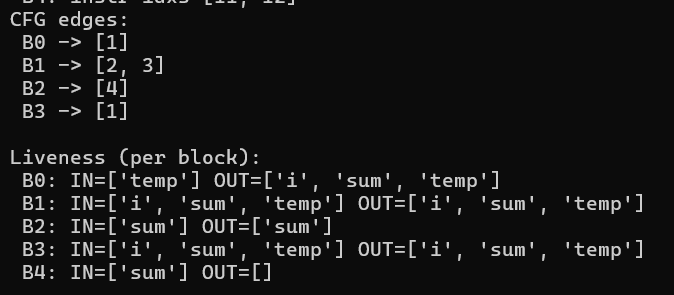 CFG edges:
B0 -> [1]
B1 -> [2, 3]
B2 -> [4]
B3 -> [1]
Liveness (per block):
B0: IN=['temp'] OUT=['i', 'sum', 'temp']
B1: IN=['i', 'sum', 'temp'] OUT=['i', 'sum', 'temp']
B2: IN=['sum'] OUT=['sum']
B3: IN=['i', 'sum', 'temp'] OUT=['i', 'sum', 'temp']
B4: IN=['sum'] OUT=[]